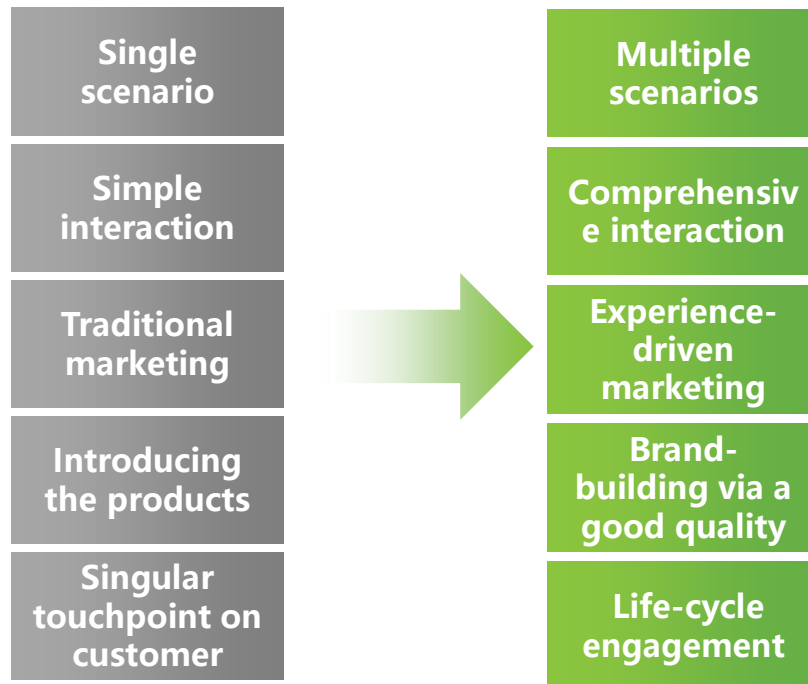 Single
scenario
Simple
interaction
Traditional
marketing
Introducing
the products
Singular
touchpoint on
customer
Multiple
scenarios
Comprehensiv
e interaction
Experience-
driven
marketing
Brand-
building via a
good quality
Life-cycle
engagement